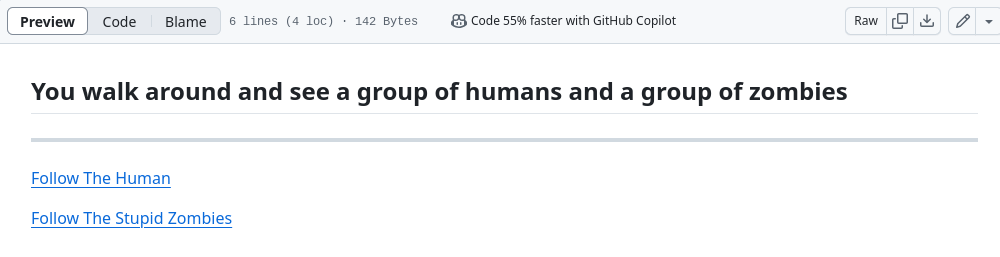 Preview Code Blame 6 lines (4 loc) · 142 Bytes Code 55% faster with GitHub Copilot Raw
You walk around and see a group of humans and a group of zombies
Follow The Human
Follow The Stupid Zombies